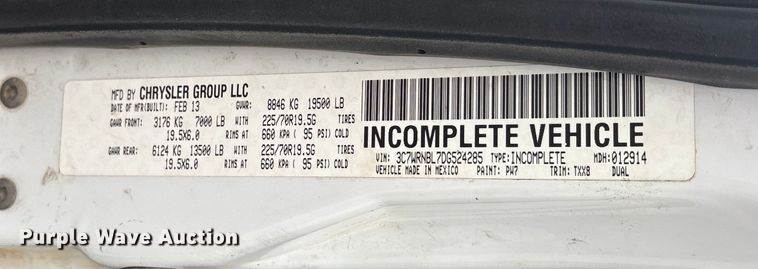 MFD BY CHRYSLER GROUP LLC
DATE OF MFR(BUILT): FEB 13 GVWR: 8846 KG 19500 LB
GAWR FRONT: 3176 KG 7000 LB WITH 225/70R19.5G TIRES
19.5X6.0 RIMS AT 660 KPA ( 95 PSI) COLD
GAWR REAR: 6124 KG 13500 LB WITH 225/70R19.5G TIRES
19.5X6.0 RIMS AT 660 KPA ( 95 PSI) COLD
INCOMPLETE VEHICLE
VIN: 3C7WRNBL7DG524285 TYPE: INCOMPLETE MDH: 012914
VEHICLE MADE IN MEXICO PAINT: PW7 TRIM: TXX8 DUAL
Purple Wave Auction